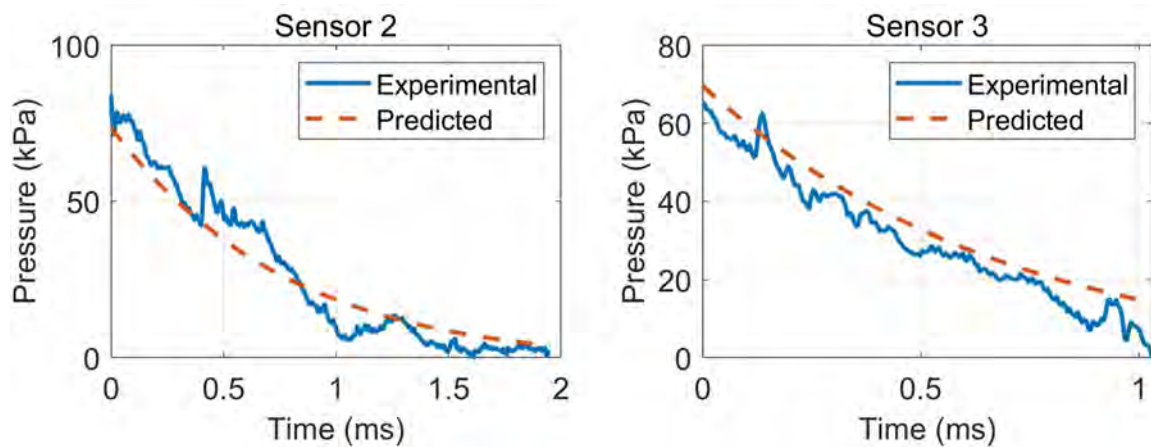 Sensor 2
100
50
0
Pressure (kPa)
Experimental
Predicted
0
0.5
1
1.5
2
Time (ms)
Sensor 3
80
60
40
20
0
Pressure (kPa)
Experimental
Predicted
0
0.5
1
Time (ms)